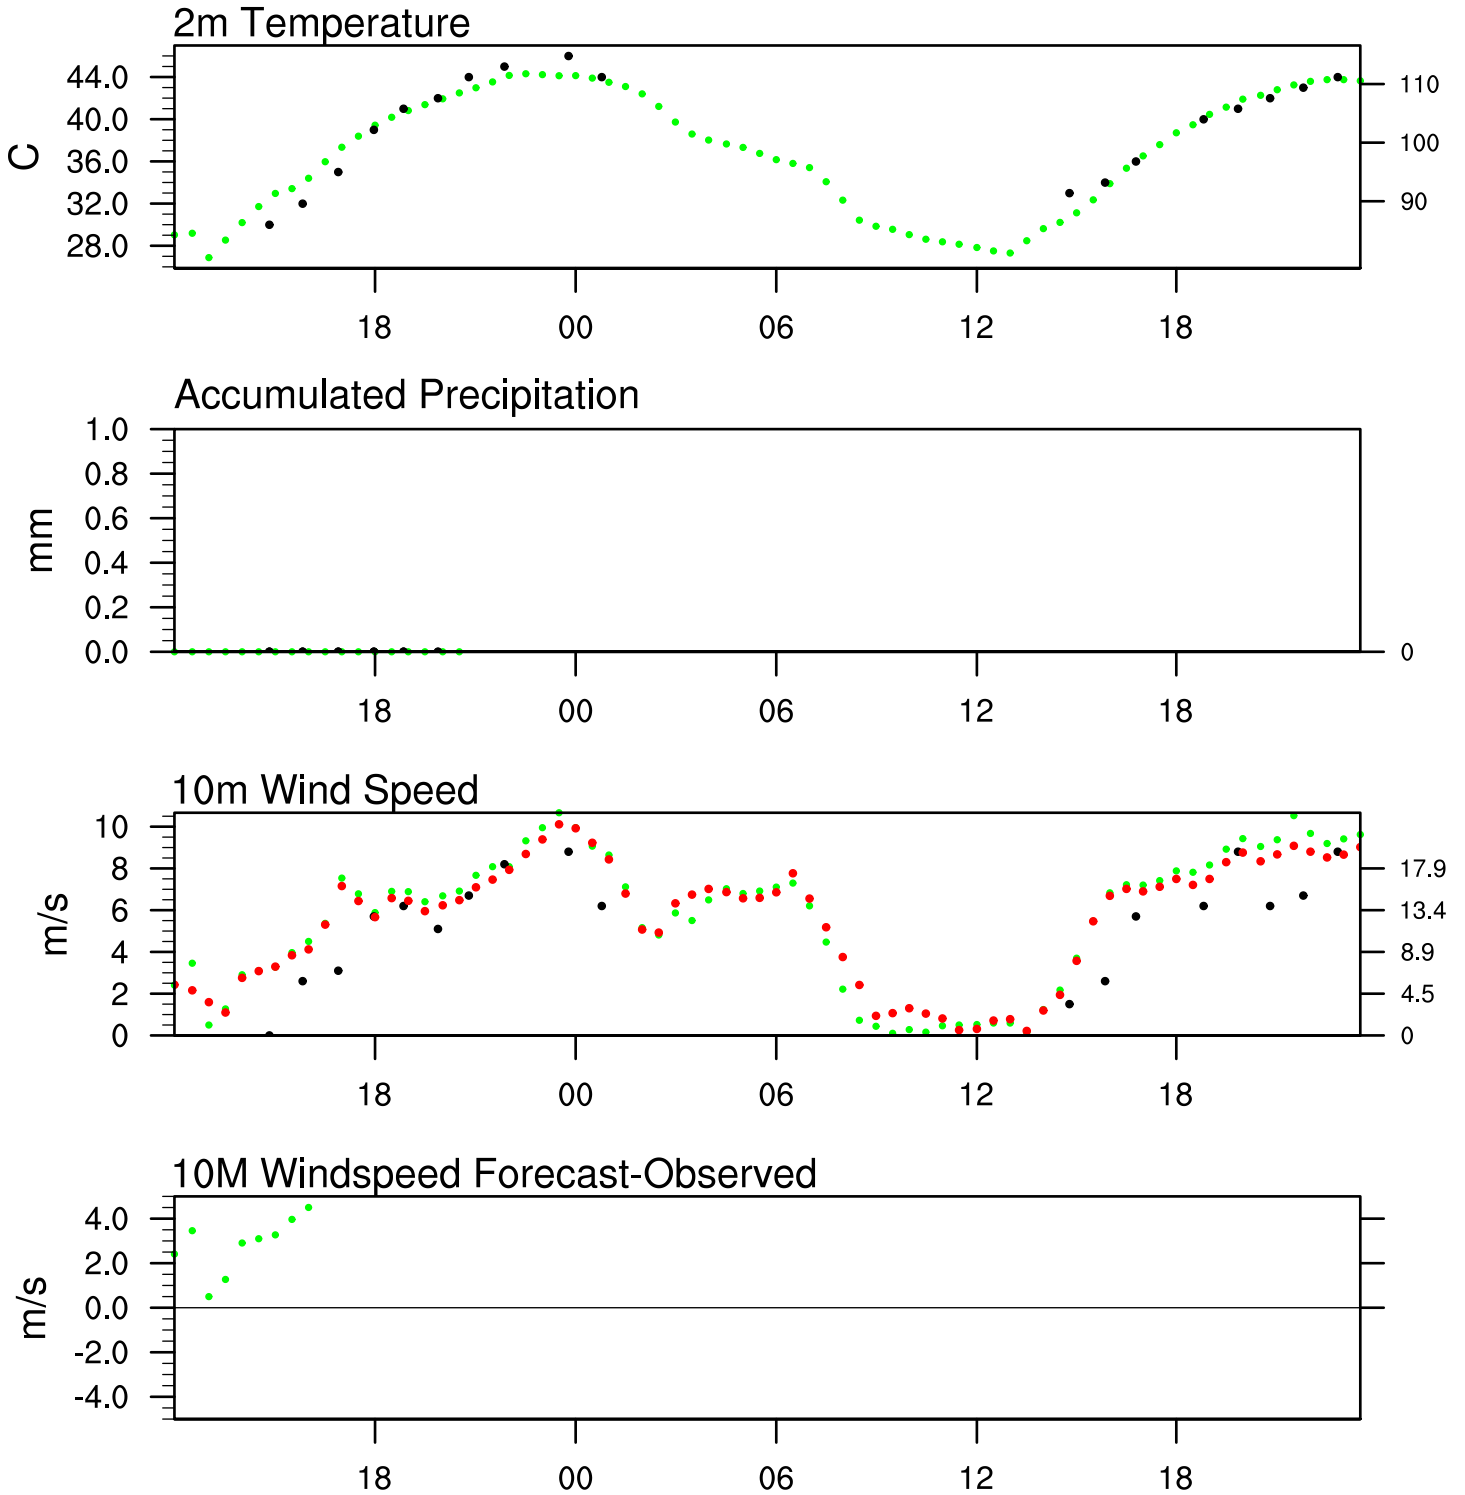 2m Temperature
44.0
40.0
36.0
32.0
28.0
C
110
100
90
18 00 06 12 18
Accumulated Precipitation
1.0
0.8
0.6
0.4
0.2
0.0
mm
0
18 00 06 12 18
10m Wind Speed
10
8
6
4
2
0
m/s
17.9
13.4
8.9
4.5
0
18 00 06 12 18
10M Windspeed Forecast-Observed
4.0
2.0
0.0
-2.0
-4.0
m/s
18 00 06 12 18